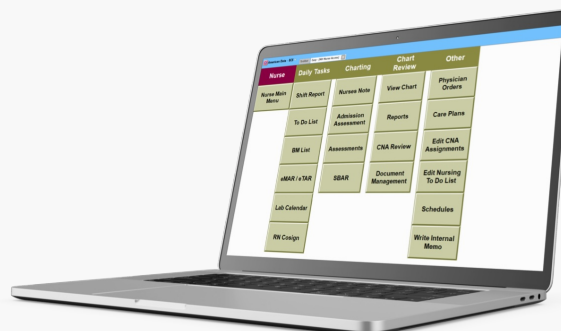 Nurse
Daily Tasks
Charting
Chart
Review
Other
Nurse Main
Menu
Shift Report
To Do List
BM List
eMAR / eTAR
Lab Calendar
RN Cosign
Nurses Note
Admission
Assessment
Assessments
SBAR
View Chart
Reports
CNA Review
Document
Management
Physician
Orders
Care Plans
Edit CNA
Assignments
Edit Nursing
To Do List
Schedules
Write Internal
Memo